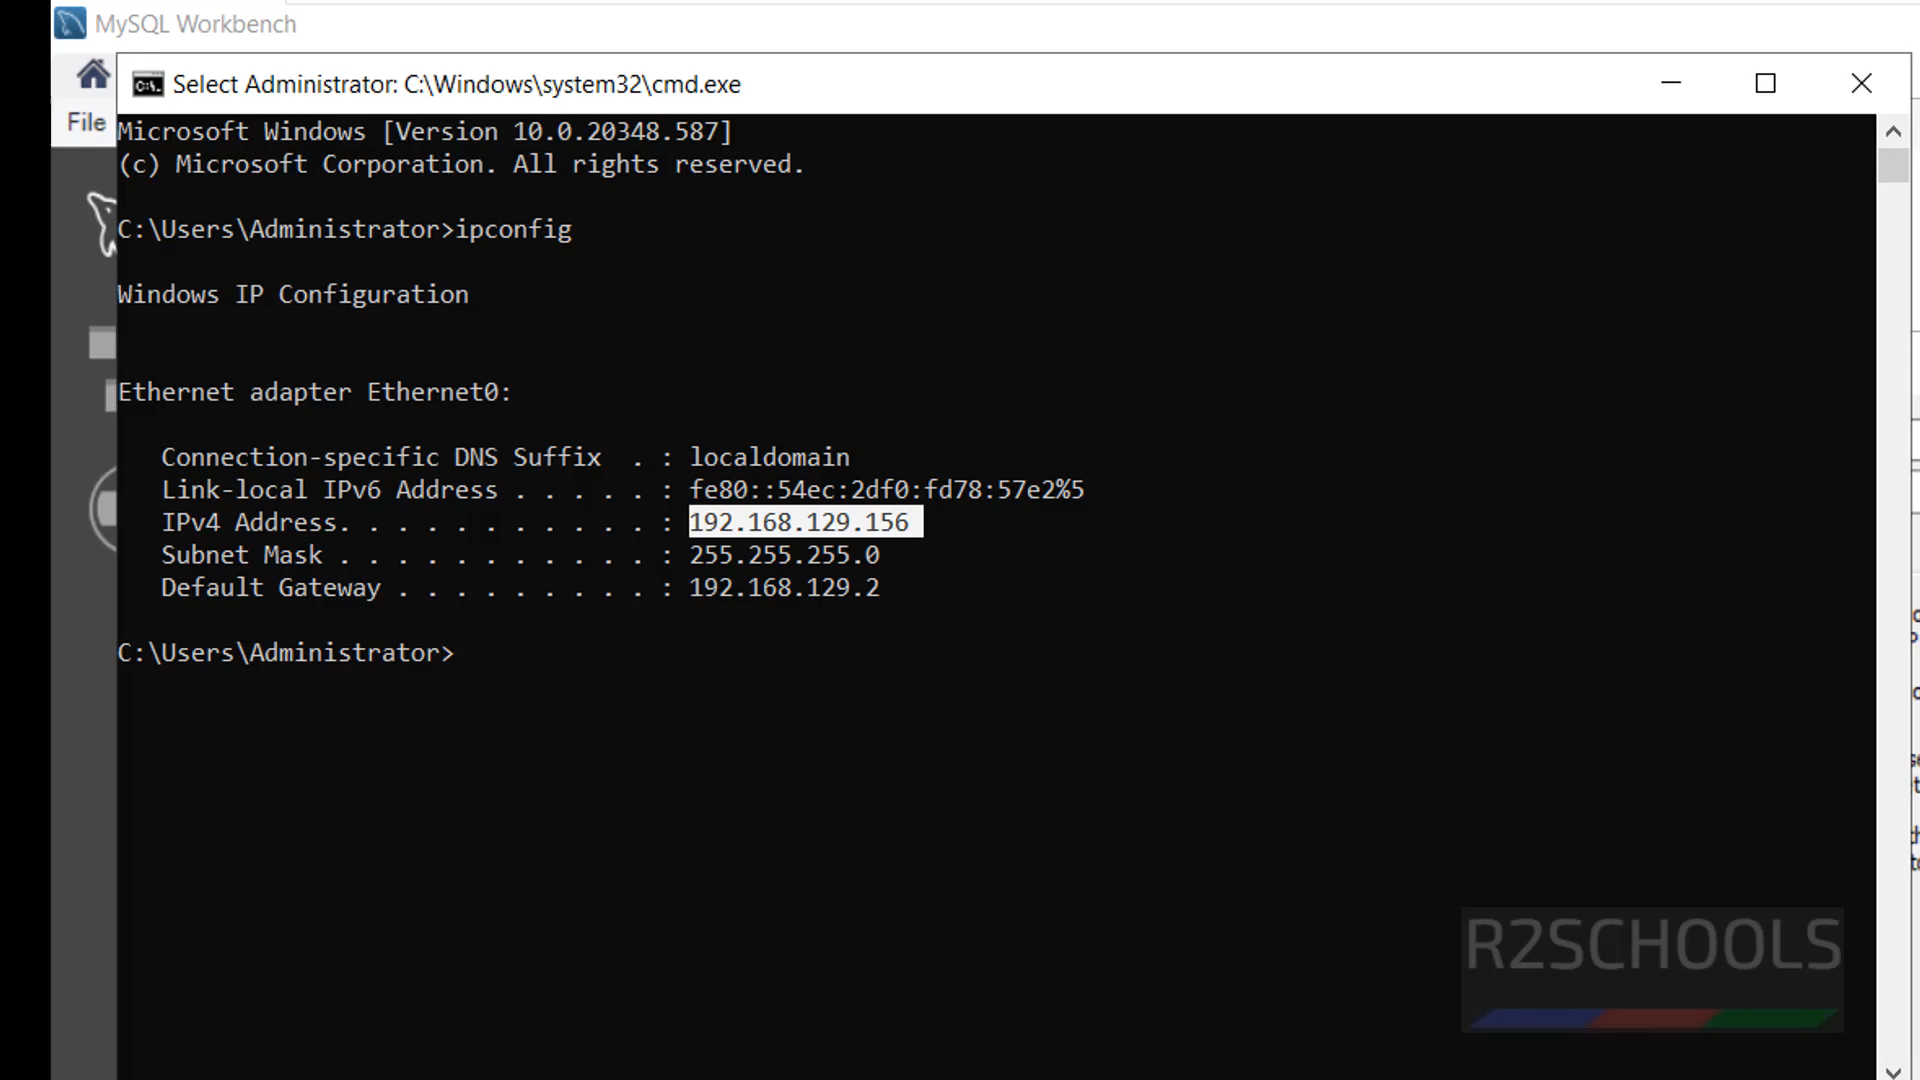 MySQL Workbench
Select Administrator: C:\Windows\system32\cmd.exe
File
Microsoft Windows [Version 10.0.20348.587]
(c) Microsoft Corporation. All rights reserved.
C:\Users\Administrator>ipconfig
Windows IP Configuration
Ethernet adapter Ethernet0:
Connection-specific DNS Suffix  . : localdomain
Link-local IPv6 Address . . . . . : fe80::54ec:2df0:fd78:57e2%5
IPv4 Address. . . . . . . . . . . : 192.168.129.156
Subnet Mask . . . . . . . . . . . : 255.255.255.0
Default Gateway . . . . . . . . . : 192.168.129.2
C:\Users\Administrator>
R2SCHOOLS